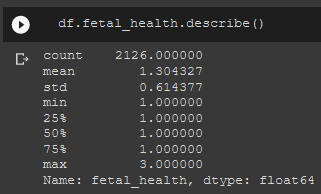 df.fetal_health.describe()
count    2126.000000
mean        1.304327
std         0.614377
min         1.000000
25%         1.000000
50%         1.000000
75%         1.000000
max         3.000000
Name: fetal_health, dtype: float64